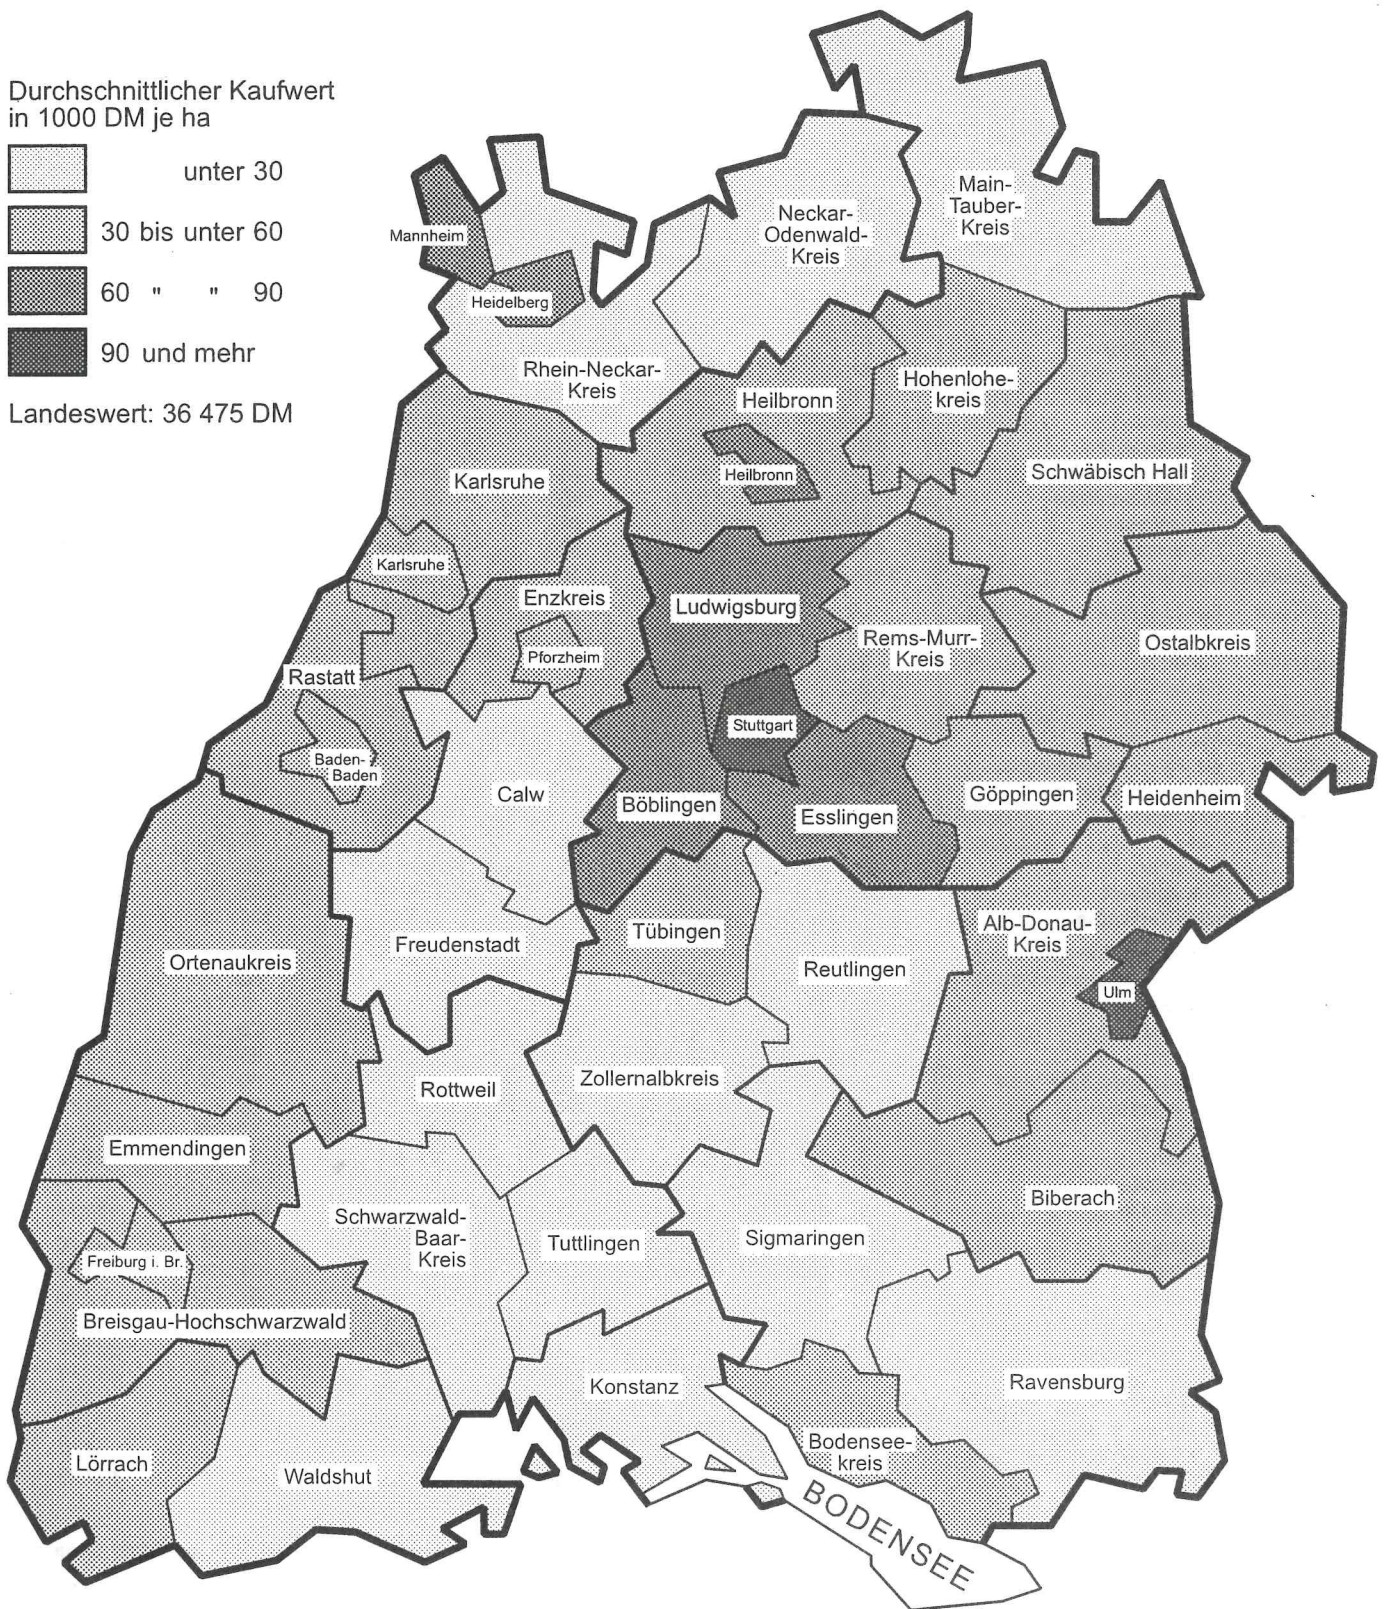 Durchschnittlicher Kaufwert
in 1000 DM je ha
unter 30
30 bis unter 60
60 " " 90
90 und mehr
Landeswert: 36 475 DM
Main-
Tauber-
Kreis
Neckar-
Odenwald-
Kreis
Mannheim
Heidelberg
Rhein-Neckar-
Kreis
Hohenlohe-
kreis
Heilbronn
Heilbronn
Schwäbisch Hall
Karlsruhe
Karlsruhe
Enzkreis
Ludwigsburg
Rems-Murr-
Kreis
Ostalbkreis
Pforzheim
Rastatt
Stuttgart
Baden-
Baden
Calw
Böblingen
Esslingen
Göppingen
Heidenheim
Freudenstadt
Tübingen
Alb-Donau-
Kreis
Ortenaukreis
Reutlingen
Ulm
Rottweil
Zollernalbkreis
Emmendingen
Biberach
Schwarzwald-
Baar-
Kreis
Tuttlingen
Sigmaringen
Freiburg i. Br.
Breisgau-Hochschwarzwald
Konstanz
Ravensburg
Bodensee-
kreis
Lörrach
Waldshut
BODENSEE